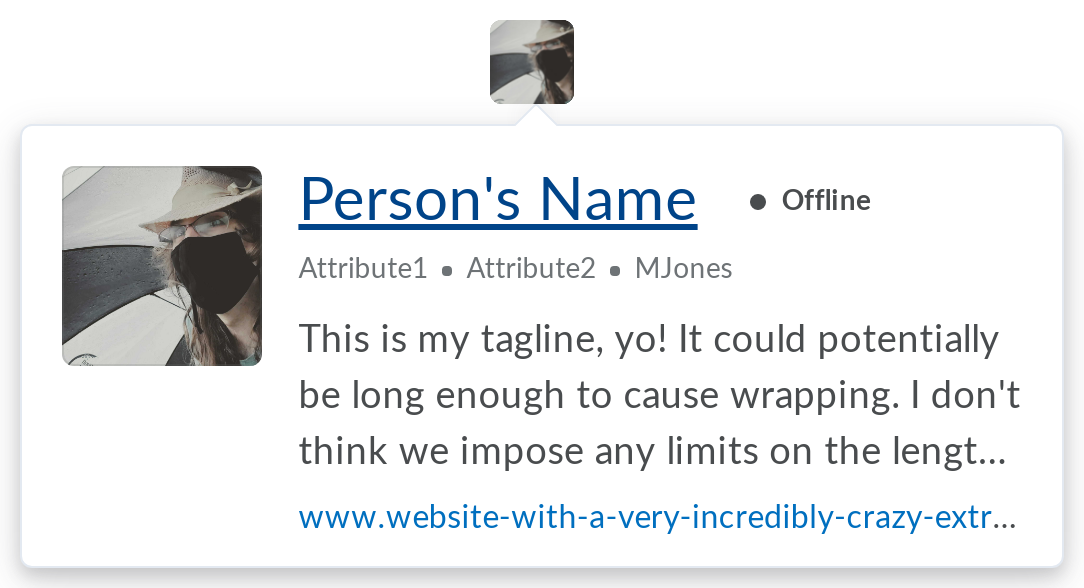 Person's Name
Offline
Attribute1 • Attribute2 • MJones
This is my tagline, yo! It could potentially
be long enough to cause wrapping. I don't
think we impose any limits on the lengt...
www.website-with-a-very-incredibly-crazy-extr...